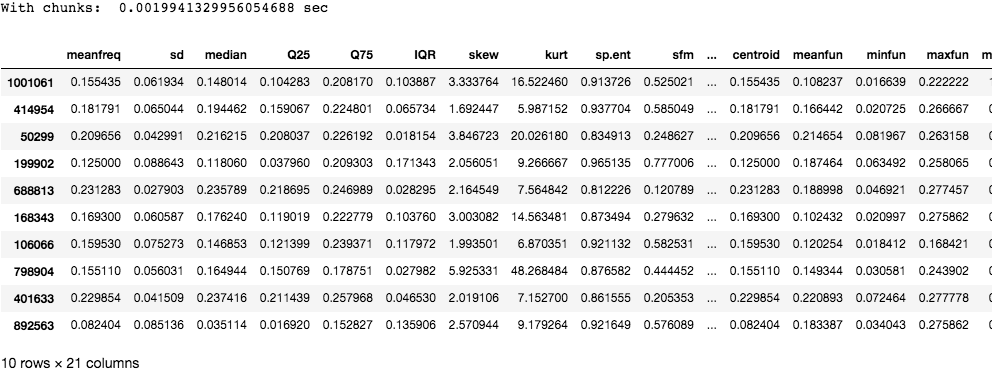 With chunks:  0.0019941329956054688 sec
meanfreq sd median Q25 Q75 IQR skew kurt sp.ent sfm ... centroid meanfun minfun maxfun
1001061 0.155435 0.061934 0.148014 0.104283 0.208170 0.103887 3.333764 16.522460 0.913726 0.525021 ... 0.155435 0.108237 0.016639 0.222222
414954 0.181791 0.065044 0.194462 0.159067 0.224801 0.065734 1.692447 5.987152 0.937704 0.585049 ... 0.181791 0.166442 0.020725 0.266667
50299 0.209656 0.042991 0.216215 0.208037 0.226192 0.018154 3.846723 20.026180 0.834913 0.248627 ... 0.209656 0.214654 0.081967 0.263158
199902 0.125000 0.088643 0.118060 0.037960 0.209303 0.171343 2.056051 9.266667 0.965135 0.777006 ... 0.125000 0.187464 0.063492 0.258065
688813 0.231283 0.027903 0.235789 0.218695 0.246989 0.028295 2.164549 7.564842 0.812226 0.120789 ... 0.231283 0.188998 0.046921 0.277457
168343 0.169300 0.060587 0.176240 0.119019 0.222779 0.103760 3.003082 14.563481 0.873494 0.279632 ... 0.169300 0.102432 0.020997 0.275862
106066 0.159530 0.075273 0.146853 0.121399 0.239371 0.117972 1.993501 6.870351 0.921132 0.582531 ... 0.159530 0.120254 0.018412 0.168421
798904 0.155110 0.056031 0.164944 0.150769 0.178751 0.027982 5.925331 48.268484 0.876582 0.444452 ... 0.155110 0.149344 0.030581 0.243902
401633 0.229854 0.041509 0.237416 0.211439 0.257968 0.046530 2.019106 7.152700 0.861555 0.205353 ... 0.229854 0.220893 0.072464 0.277778
892563 0.082404 0.085136 0.035114 0.016920 0.152827 0.135906 2.570944 9.179264 0.921649 0.576089 ... 0.082404 0.183387 0.034043 0.275862
10 rows × 21 columns